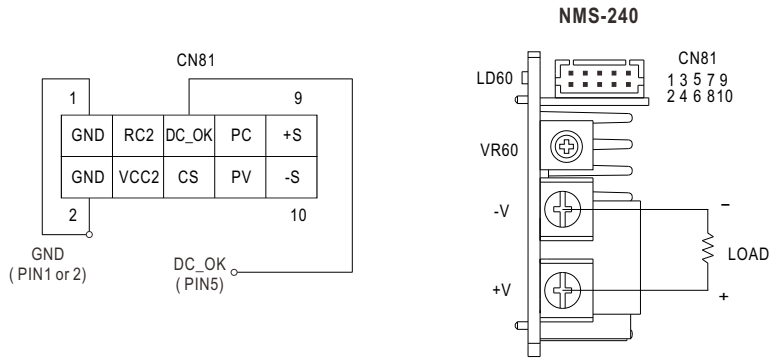 NMS-240
CN81
1 9
GND RC2 DC_OK PC +S
GND VCC2 CS PV -S
2 10
GND
( PIN1 or 2)
DC_OK
( PIN5)
LD60
CN81
1 3 5 7 9
2 4 6 8 10
VR60
-V
+V
−
LOAD
+